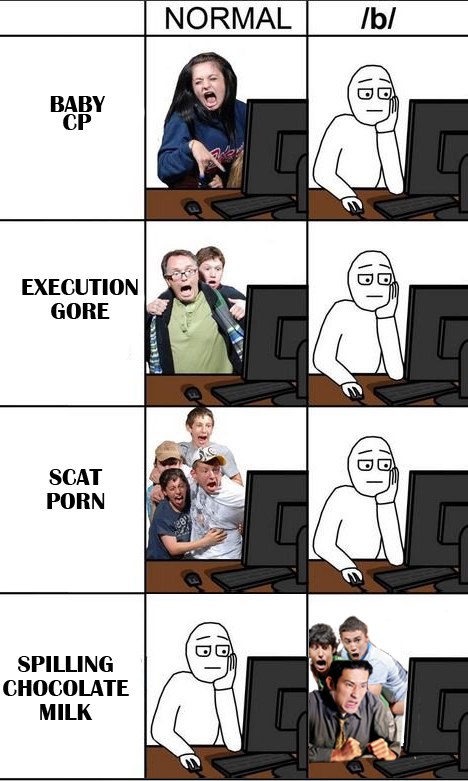 NORMAL /b/
BABY
CP
EXECUTION
GORE
SCAT
PORN
SPILLING
CHOCOLATE
MILK